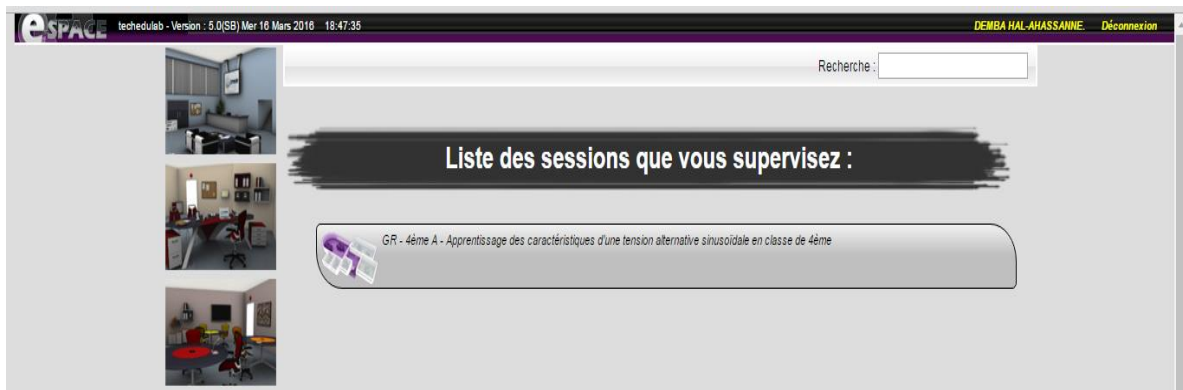 eSPACE techedulab - Version : 5.0(SB) Mer 16 Mars 2016 18:47:35 DEMBA HAL-AHASSANNE. Déconnexion
Recherche :
Liste des sessions que vous supervisez :
GR - 4ème A - Apprentissage des caractéristiques d'une tension alternative sinusoïdale en classe de 4ème